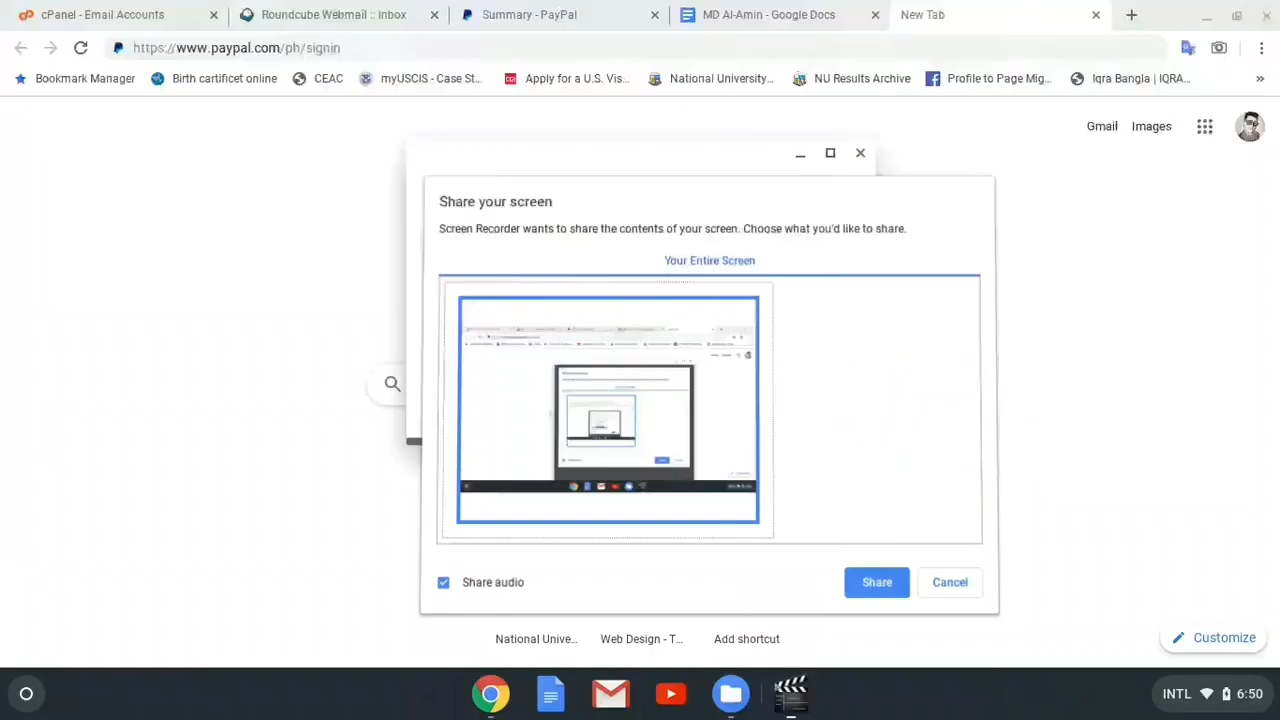 cPanel - Email Accounts
Roundcube Webmail :: Inbox
Summary - PayPal
MD Al-Amin - Google Docs
New Tab
https://www.paypal.com/ph/signin
Bookmark Manager
Birth certificet online
CEAC
myUSCIS - Case St...
Apply for a U.S. Vis...
National University...
NU Results Archive
Profile to Page Mig...
Iqra Bangla | IQRA...
»
Gmail
Images
Share your screen
Screen Recorder wants to share the contents of your screen. Choose what you'd like to share.
Your Entire Screen
Share audio
Share
Cancel
National Unive...
Web Design - T...
Add shortcut
Customize
INTL
6:50